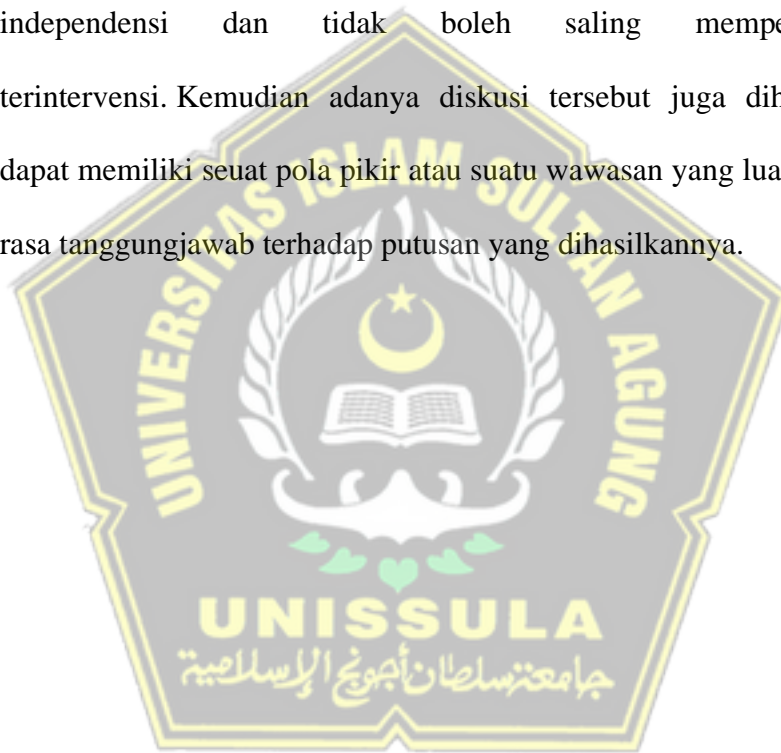 independensi dan tidak boleh saling mempe
terintervensi. Kemudian adanya diskusi tersebut juga dih
dapat memiliki seuat pola pikir atau suatu wawasan yang lua
rasa tanggungjawab terhadap putusan yang dihasilkannya.
UNIVERSITAS ISLAM SULTAN AGUNG
UNISSULA
جامعة سلطان أجونج الإسلامية